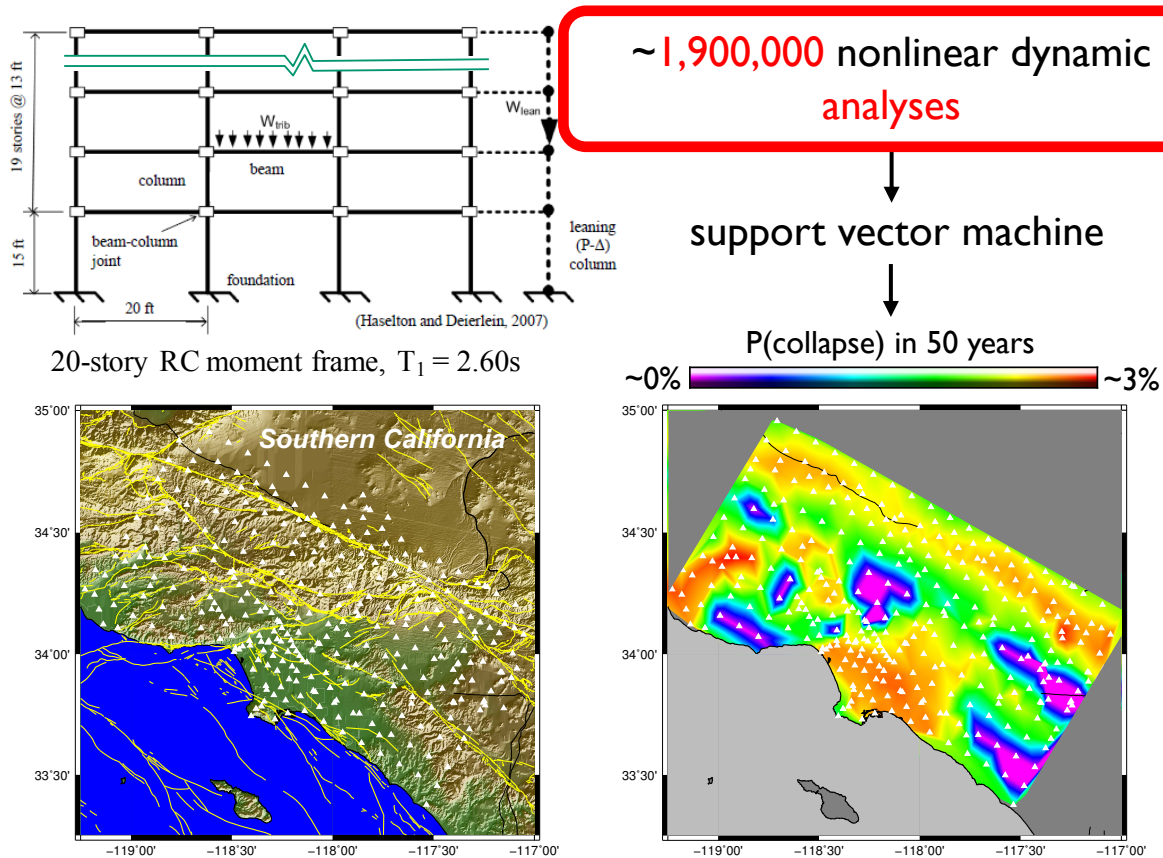 19 stories @ 13 ft
15 ft
W_trib
W_lean
beam
column
beam-column
joint
foundation
leaning
(P-Δ)
column
20 ft
(Haselton and Deierlein, 2007)
20-story RC moment frame, T₁ = 2.60s
~1,900,000 nonlinear dynamic
analyses
support vector machine
P(collapse) in 50 years
~0%
~3%
Southern California
35˚00'
34˚30'
34˚00'
33˚30'
−119˚00'
−118˚30'
−118˚00'
−117˚30'
−117˚00'
35˚00'
34˚30'
34˚00'
33˚30'
−119˚00'
−118˚30'
−118˚00'
−117˚30'
−117˚00'